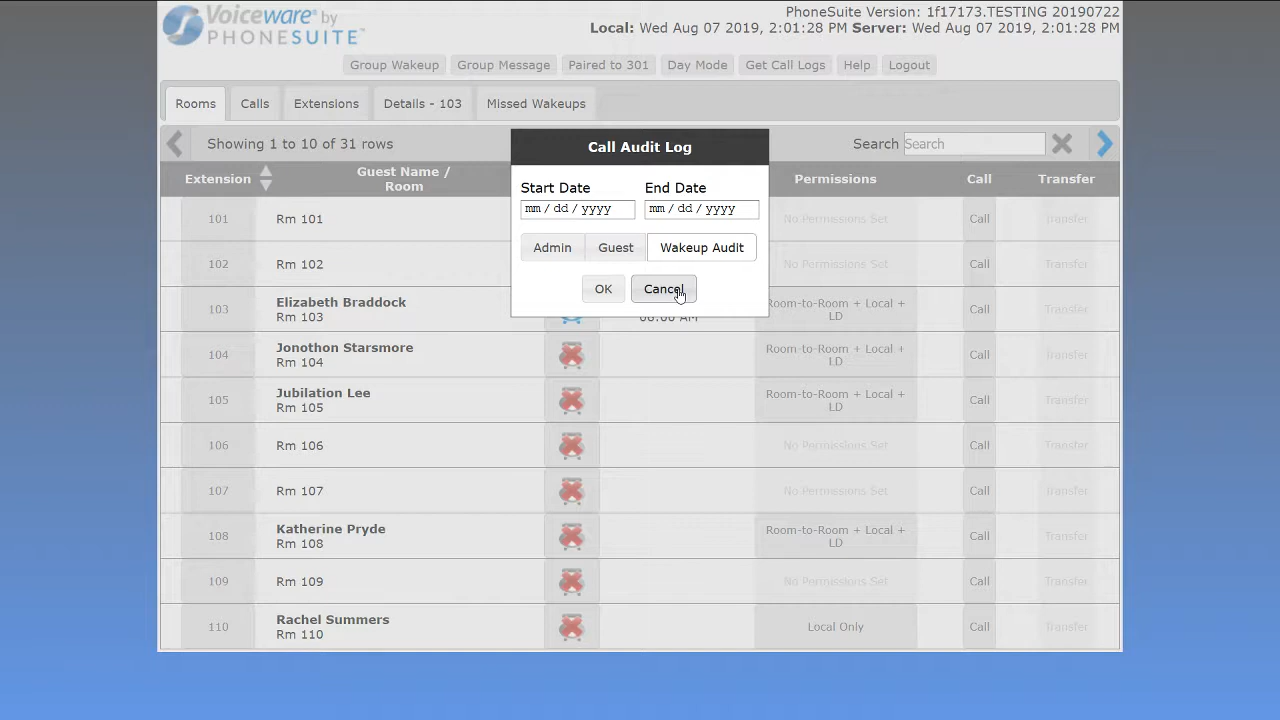 Voiceware® by
PHONESUITE™
PhoneSuite Version: 1f17173.TESTING 20190722
Local: Wed Aug 07 2019, 2:01:28 PM Server: Wed Aug 07 2019, 2:01:28 PM
Group Wakeup Group Message Paired to 301 Day Mode Get Call Logs Help Logout
Rooms Calls Extensions Details - 103 Missed Wakeups
Showing 1 to 10 of 31 rows
Search Search
Extension
Guest Name /
Room
Permissions Call Transfer
Call Audit Log
Start Date End Date
mm / dd / yyyy mm / dd / yyyy
Admin Guest Wakeup Audit
OK Cancel
101 Rm 101 No Permissions Set Call Transfer
102 Rm 102 No Permissions Set Call Transfer
103
Elizabeth Braddock
Rm 103
Room-to-Room + Local +
LD
Call Transfer
104
Jonothon Starsmore
Rm 104
Room-to-Room + Local +
LD
Call Transfer
105
Jubilation Lee
Rm 105
Room-to-Room + Local +
LD
Call Transfer
106 Rm 106 No Permissions Set Call Transfer
107 Rm 107 No Permissions Set Call Transfer
108
Katherine Pryde
Rm 108
Room-to-Room + Local +
LD
Call Transfer
109 Rm 109 No Permissions Set Call Transfer
110
Rachel Summers
Rm 110
Local Only Call Transfer